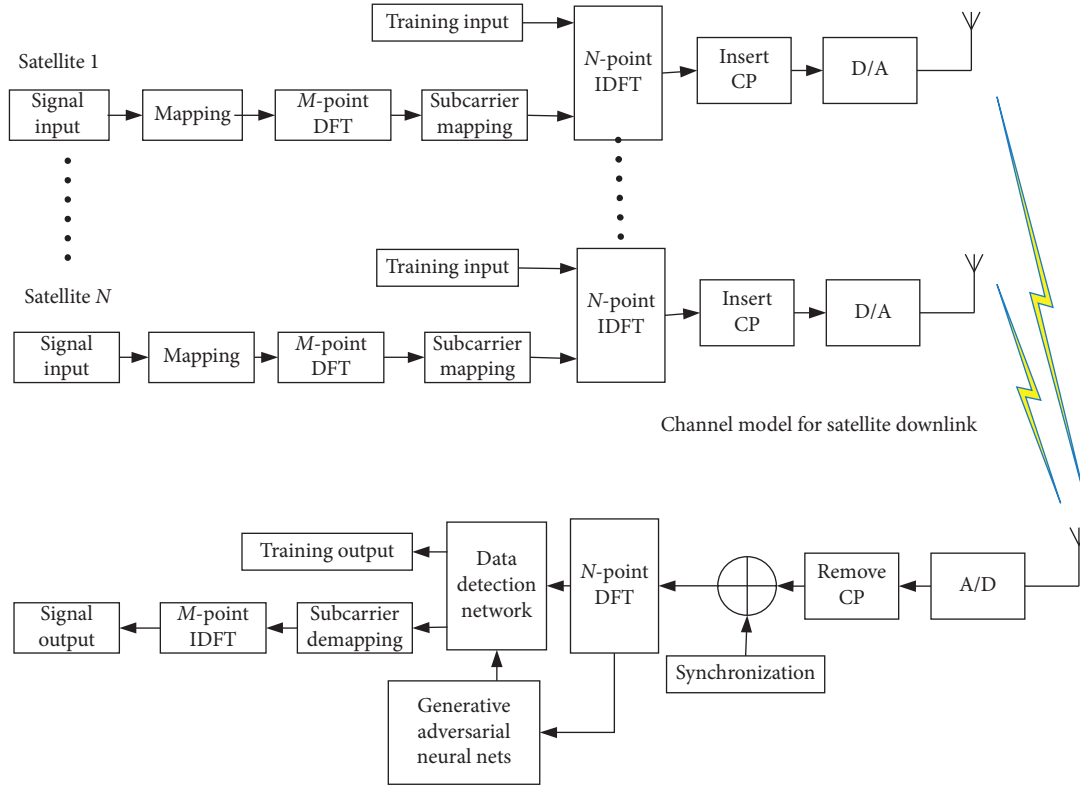 Training input
Satellite 1
N-point
IDFT
Insert
CP
D/A
Signal
input
Mapping
M-point
DFT
Subcarrier
mapping
Training input
Satellite N
N-point
IDFT
Insert
CP
D/A
Signal
input
Mapping
M-point
DFT
Subcarrier
mapping
Channel model for satellite downlink
Training output
Data
detection
network
N-point
DFT
Remove
CP
A/D
Signal
output
M-point
IDFT
Subcarrier
demapping
Synchronization
Generative
adversarial
neural nets